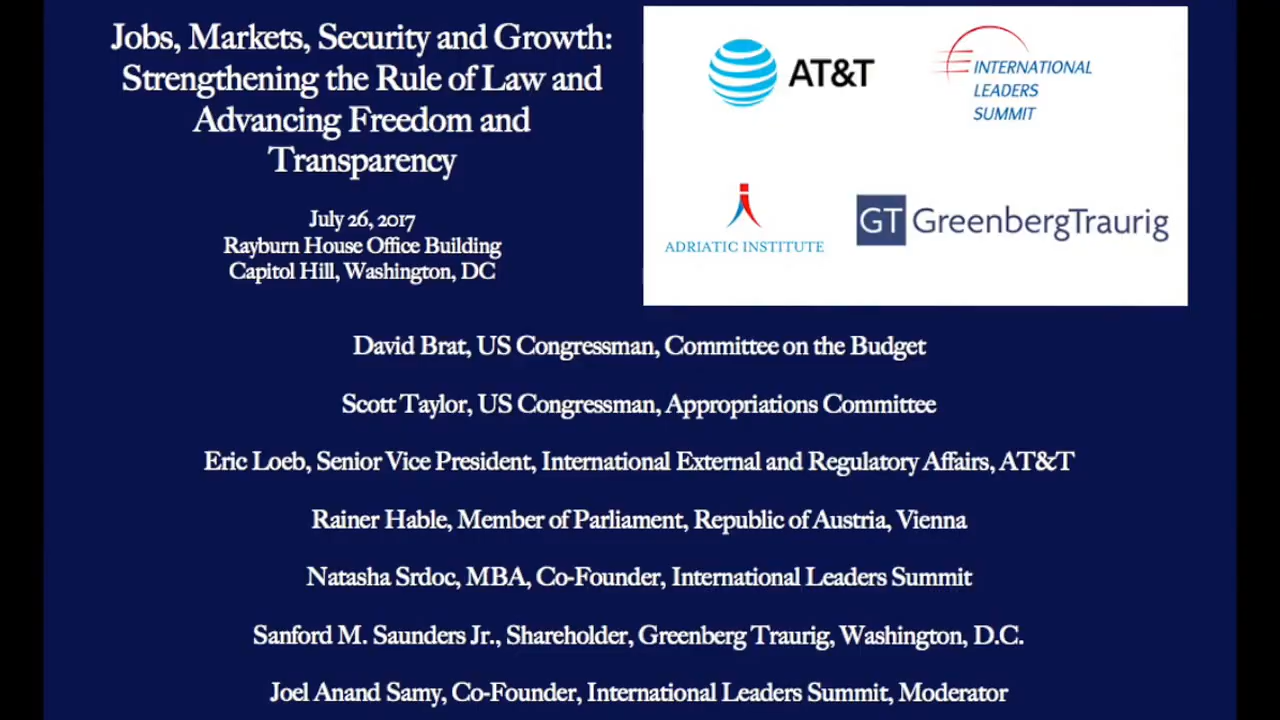 Jobs, Markets, Security and Growth:
Strengthening the Rule of Law and
Advancing Freedom and
Transparency
July 26, 2017
Rayburn House Office Building
Capitol Hill, Washington, DC
AT&T
INTERNATIONAL
LEADERS
SUMMIT
ADRIATIC INSTITUTE
GT GreenbergTraurig
David Brat, US Congressman, Committee on the Budget
Scott Taylor, US Congressman, Appropriations Committee
Eric Loeb, Senior Vice President, International External and Regulatory Affairs, AT&T
Rainer Hable, Member of Parliament, Republic of Austria, Vienna
Natasha Srdoc, MBA, Co-Founder, International Leaders Summit
Sanford M. Saunders Jr., Shareholder, Greenberg Traurig, Washington, D.C.
Joel Anand Samy, Co-Founder, International Leaders Summit, Moderator